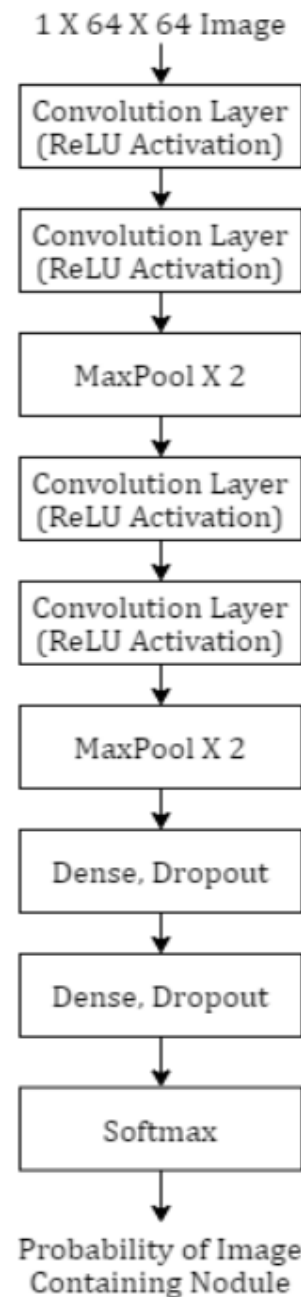 1 X 64 X 64 Image
Convolution Layer
(ReLU Activation)
Convolution Layer
(ReLU Activation)
MaxPool X 2
Convolution Layer
(ReLU Activation)
Convolution Layer
(ReLU Activation)
MaxPool X 2
Dense, Dropout
Dense, Dropout
Softmax
Probability of Image
Containing Nodule